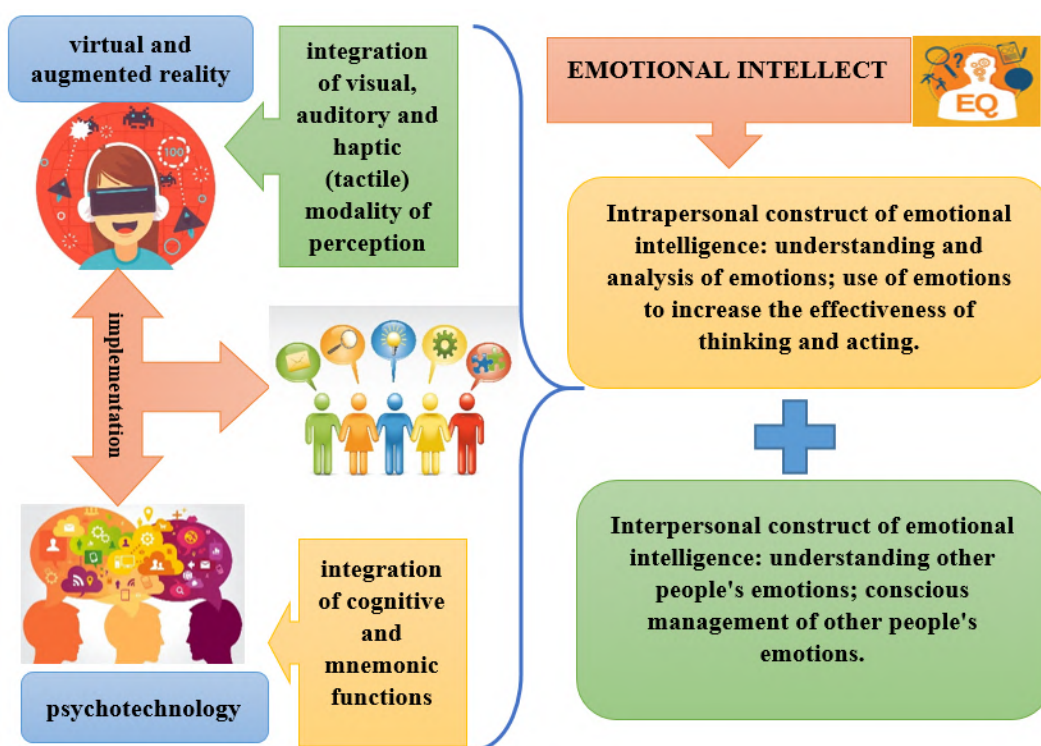 virtual and
augmented reality
100
integration
of visual,
auditory and
haptic
(tactile)
modality of
perception
implementation
psychotechnology
integration
of cognitive
and
mnemonic
functions
EMOTIONAL INTELLECT
?
EQ
Intrapersonal construct of emotional
intelligence: understanding and
analysis of emotions; use of emotions
to increase the effectiveness of
thinking and acting.
Interpersonal construct of emotional
intelligence: understanding other
people's emotions; conscious
management of other people's
emotions.